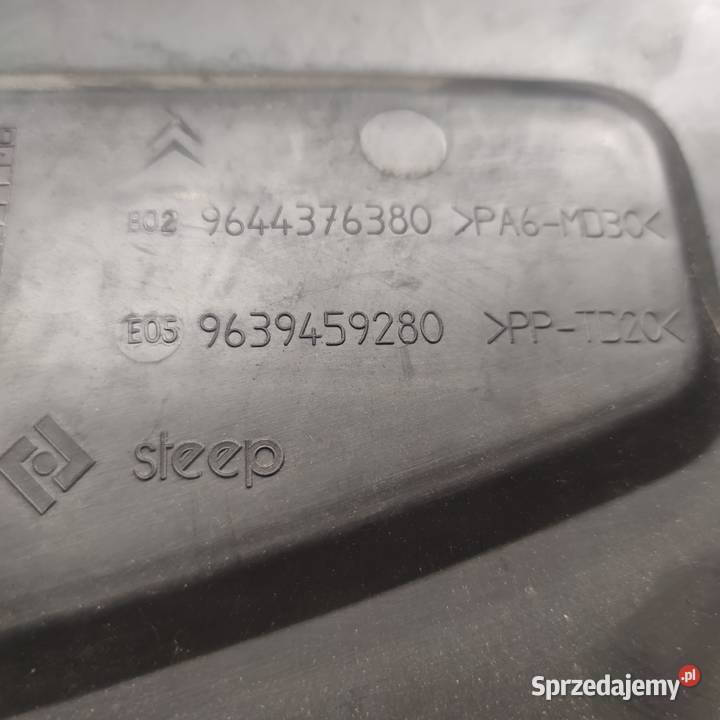 B02 9644376380 >PA6-MD30<
E05 9639459280 >PP-TD20<
steep
Sprzedajemy.pl